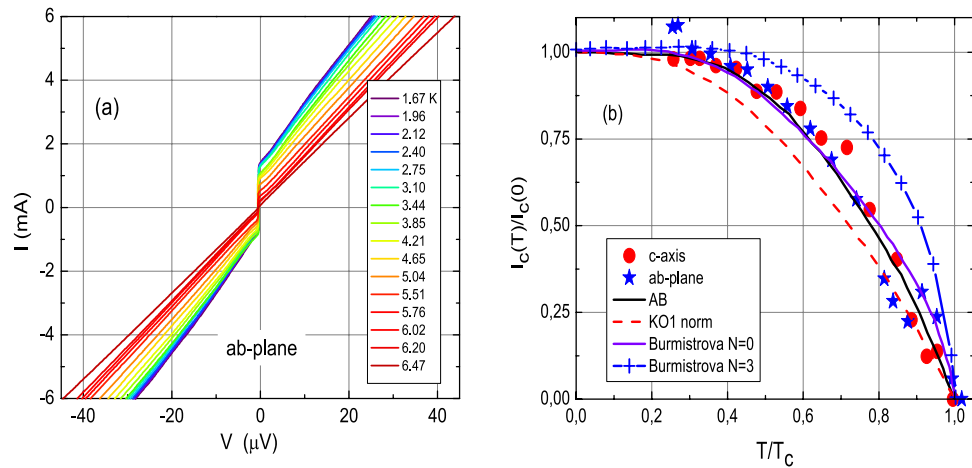 (a)
6
4
2
0
-2
-4
-6
I (mA)
-40
-20
0
20
40
V (μV)
ab-plane
1.67 K
1.96
2.12
2.40
2.75
3.10
3.44
3.85
4.21
4.65
5.04
5.51
5.76
6.02
6.20
6.47
(b)
1,00
0,75
0,50
0,25
0,00
I_C(T)/I_C(0)
0,0
0,2
0,4
0,6
0,8
1,0
T/T_C
c-axis
ab-plane
AB
KO1 norm
Burmistrova N=0
Burmistrova N=3